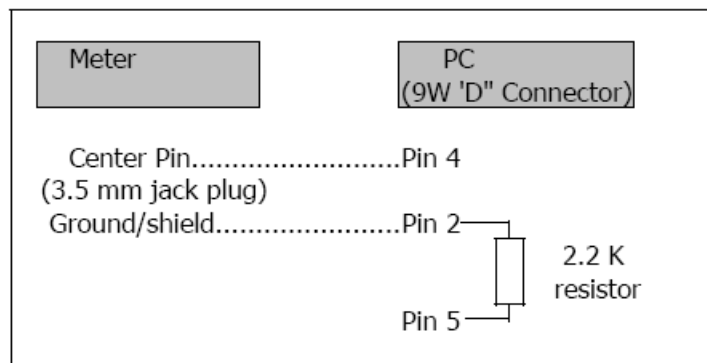 Meter
PC
(9W 'D" Connector)
Center Pin............................Pin 4
(3.5 mm jack plug)
Ground/shield.........................Pin 2
2.2 K
resistor
Pin 5